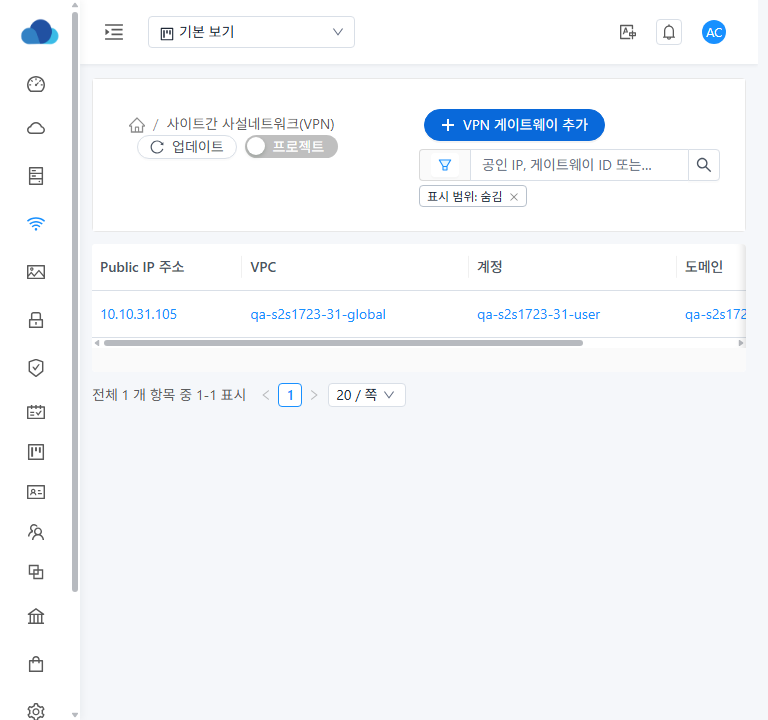 기본 보기
AC
/ 사이트간 사설네트워크(VPN)
업데이트
프로젝트
VPN 게이트웨이 추가
공인 IP, 게이트웨이 ID 또는...
표시 범위: 숨김
Public IP 주소 VPC 계정 도메인
10.10.31.105 qa-s2s1723-31-global qa-s2s1723-31-user qa-s2s172
전체 1 개 항목 중 1-1 표시 1 20 / 쪽